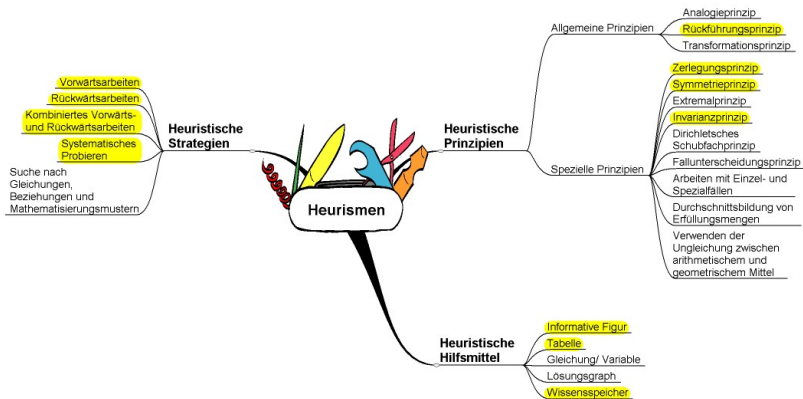 Heurismen
Heuristische
Strategien
Vorwärtsarbeiten
Rückwärtsarbeiten
Kombiniertes Vorwärts-
und Rückwärtsarbeiten
Systematisches
Probieren
Suche nach
Gleichungen,
Beziehungen und
Mathematisierungsmustern
Heuristische
Prinzipien
Allgemeine Prinzipien
Analogieprinzip
Rückführungsprinzip
Transformationsprinzip
Spezielle Prinzipien
Zerlegungsprinzip
Symmetrieprinzip
Extremalprinzip
Invarianzprinzip
Dirichletsches
Schubfachprinzip
Fallunterscheidungsprinzip
Arbeiten mit Einzel- und
Spezialfällen
Durchschnittsbildung von
Erfüllungsmengen
Verwenden der
Ungleichung zwischen
arithmetischem und
geometrischem Mittel
Heuristische
Hilfsmittel
Informative Figur
Tabelle
Gleichung/ Variable
Lösungsgraph
Wissensspeicher